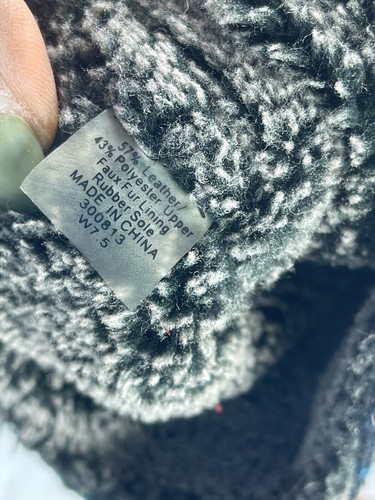 57% Leather
43% Polyester Upper
Faux Fur Lining
Rubber Sole
MADE IN CHINA
300813
W7.5